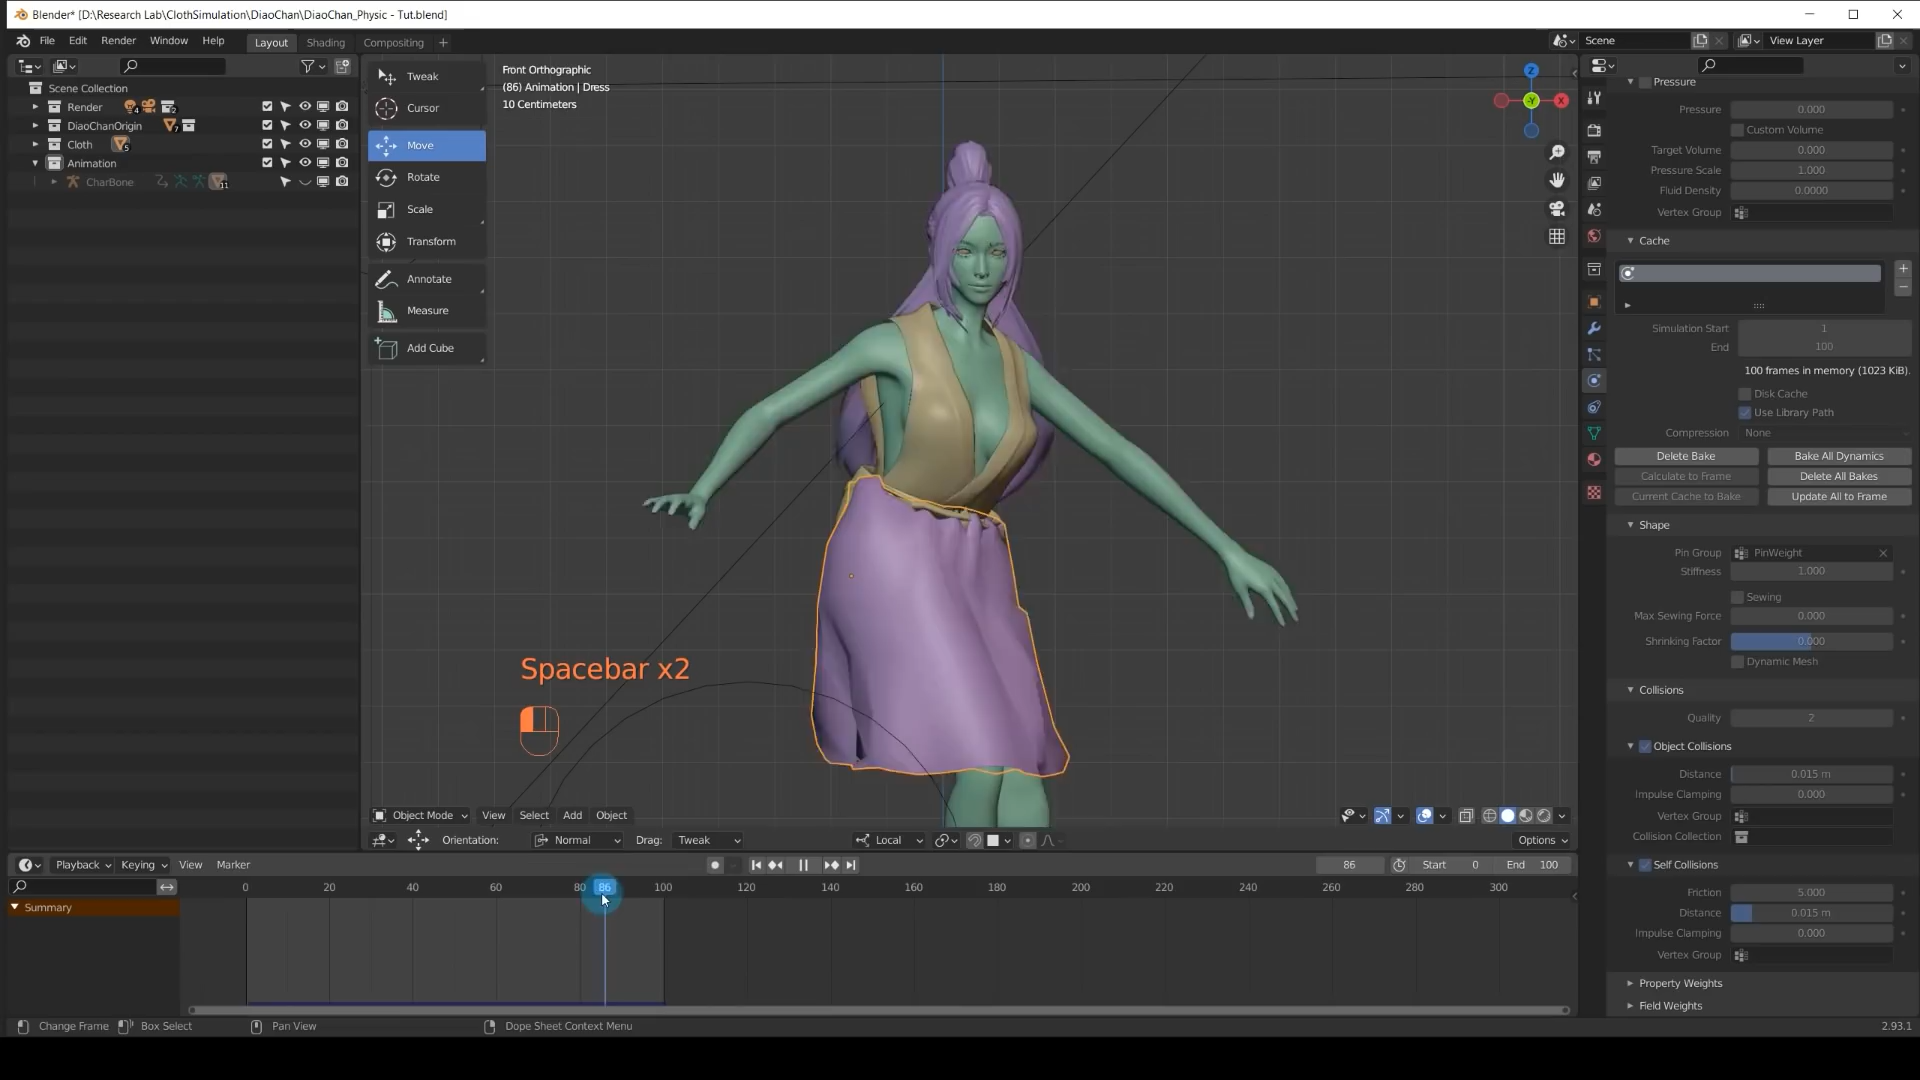 Blender* [D:\Research Lab\ClothSimulation\DiaoChan\DiaoChan_Physic - Tut.blend]
File Edit Render Window Help Layout Shading Compositing + Scene View Layer
Scene Collection
Render 4 2
DiaoChanOrigin 7
Cloth 5
Animation
CharBone 11
Tweak
Cursor
Move
Rotate
Scale
Transform
Annotate
Measure
Add Cube
Front Orthographic
(86) Animation | Dress
10 Centimeters
Z
-Y X
Spacebar x2
Object Mode View Select Add Object
Orientation: Normal Drag: Tweak Local Options
Pressure
Pressure 0.000
Custom Volume
Target Volume 0.000
Pressure Scale 1.000
Fluid Density 0.0000
Vertex Group
Cache
Simulation Start 1
End 100
100 frames in memory (1023 KiB).
Disk Cache
Use Library Path
Compression None
Delete Bake Bake All Dynamics
Calculate to Frame Delete All Bakes
Current Cache to Bake Update All to Frame
Shape
Pin Group PinWeight
Stiffness 1.000
Sewing
Max Sewing Force 0.000
Shrinking Factor 0.000
Dynamic Mesh
Collisions
Quality 2
Object Collisions
Distance 0.015 m
Impulse Clamping 0.000
Vertex Group
Collision Collection
Self Collisions
Friction 5.000
Distance 0.015 m
Impulse Clamping 0.000
Vertex Group
Property Weights
Field Weights
Playback Keying View Marker 86 Start 0 End 100
0 20 40 60 80 86 100 120 140 160 180 200 220 240 260 280 300
Summary
Change Frame Box Select Pan View Dope Sheet Context Menu 2.93.1